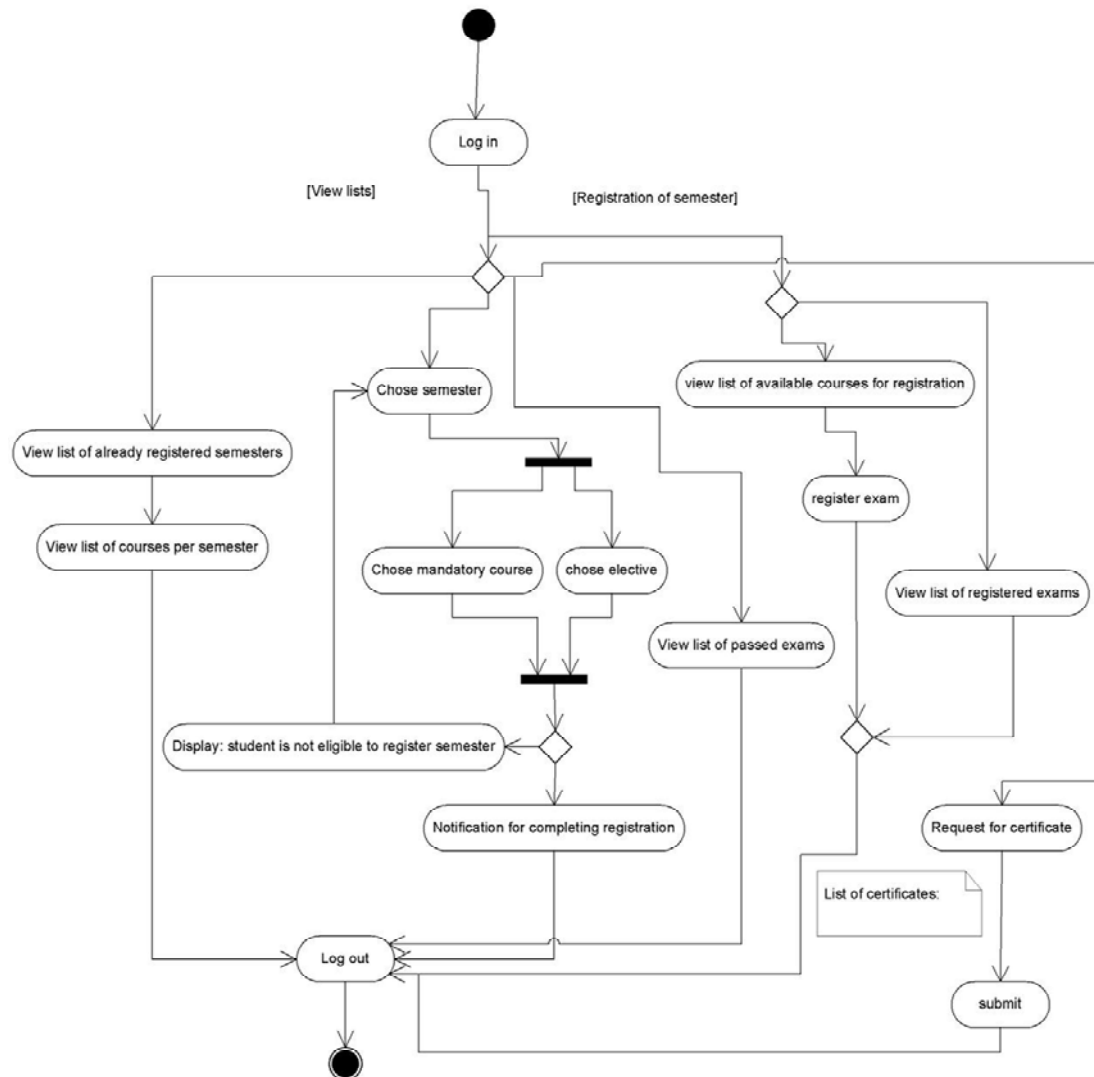 Log in
[View lists]
[Registration of semester]
Chose semester
view list of available courses for registration
View list of already registered semesters
register exam
View list of courses per semester
Chose mandatory course
chose elective
View list of registered exams
View list of passed exams
Display: student is not eligible to register semester
Notification for completing registration
Request for certificate
List of certificates:
Log out
submit